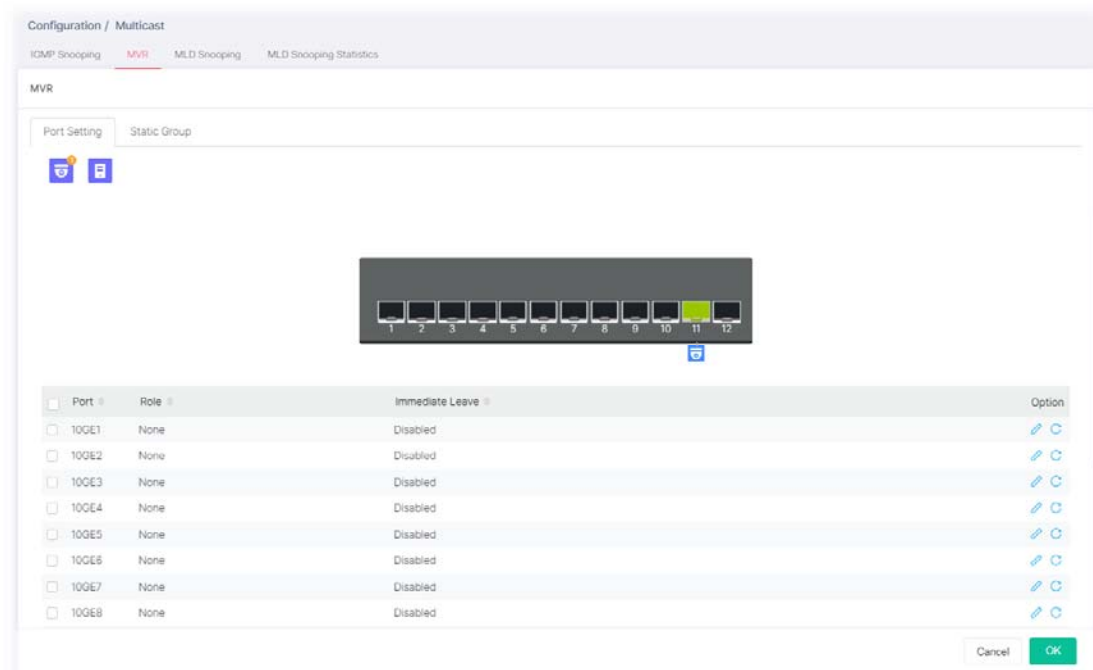 Configuration / Multicast
IGMP Snooping MVR MLD Snooping MLD Snooping Statistics
MVR
Port Setting Static Group
1 2 3 4 5 6 7 8 9 10 11 12
Port Role Immediate Leave Option
10GE1 None Disabled
10GE2 None Disabled
10GE3 None Disabled
10GE4 None Disabled
10GE5 None Disabled
10GE6 None Disabled
10GE7 None Disabled
10GE8 None Disabled
Cancel OK